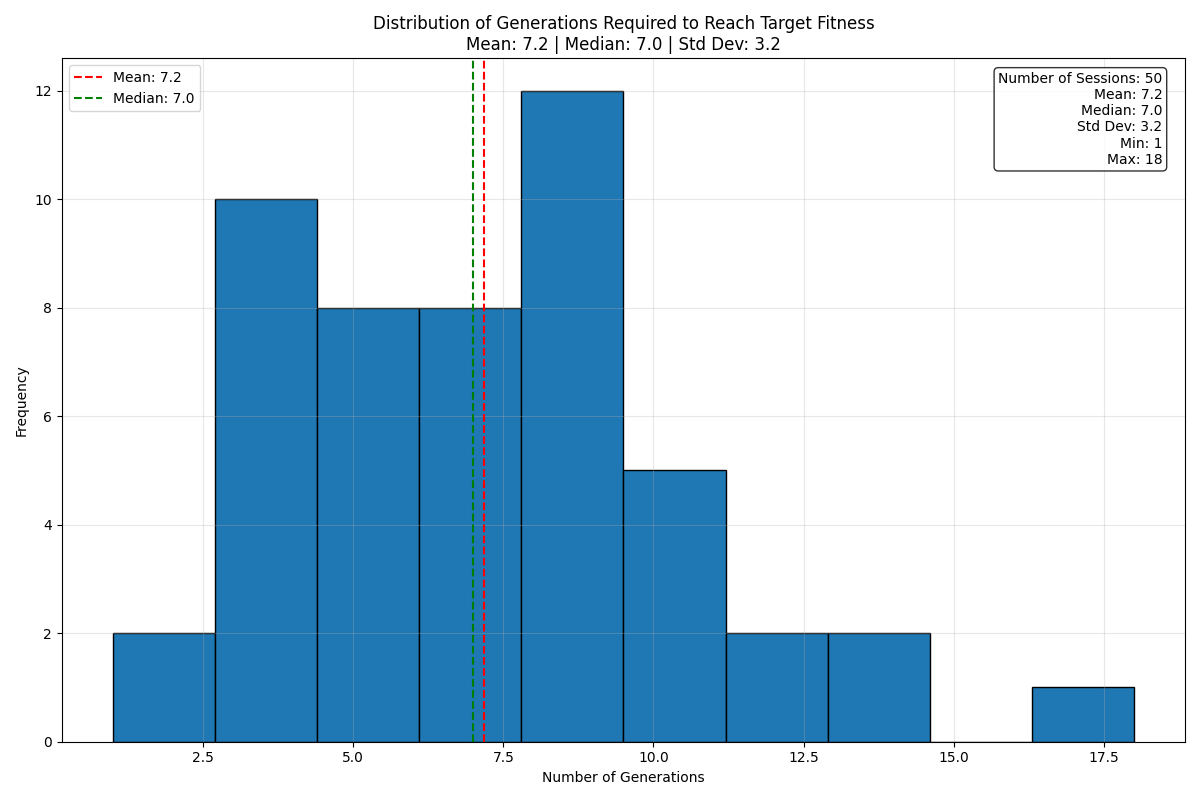 Distribution of Generations Required to Reach Target Fitness
Mean: 7.2 | Median: 7.0 | Std Dev: 3.2
Mean: 7.2
Median: 7.0
Number of Sessions: 50
Mean: 7.2
Median: 7.0
Std Dev: 3.2
Min: 1
Max: 18
12
10
8
6
4
2
0
Frequency
2.5
5.0
7.5
10.0
12.5
15.0
17.5
Number of Generations